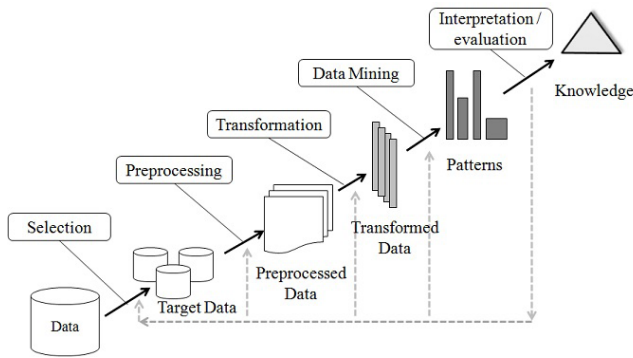 Interpretation /
evaluation
Knowledge
Data Mining
Patterns
Transformation
Transformed
Data
Preprocessing
Preprocessed
Data
Selection
Target Data
Data